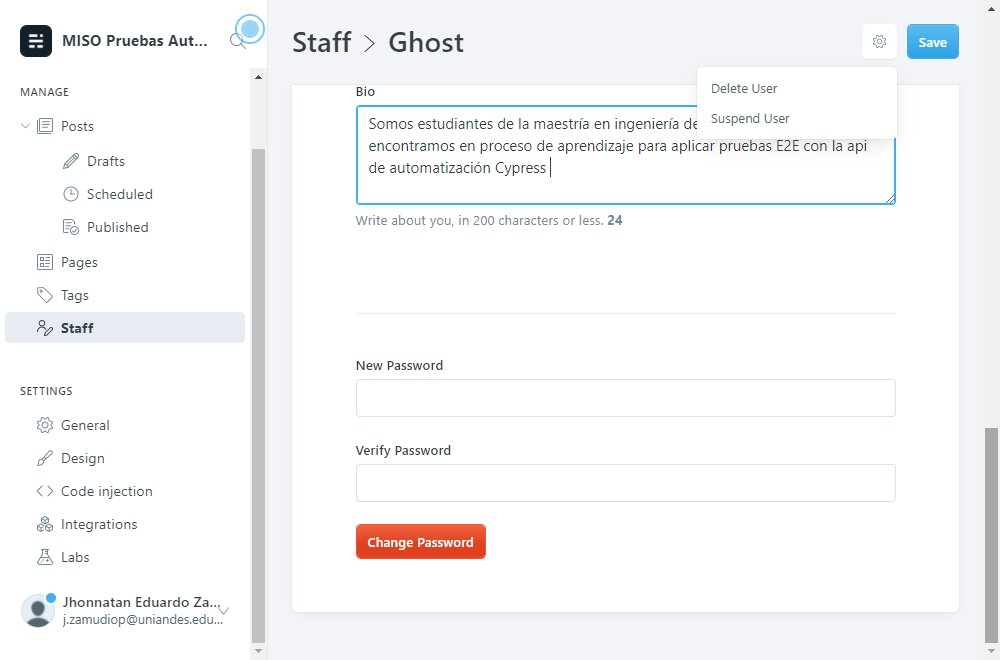 MISO Pruebas Aut...
Staff > Ghost
Save
Delete User
Suspend User
MANAGE
Posts
Drafts
Scheduled
Published
Pages
Tags
Staff
SETTINGS
General
Design
Code injection
Integrations
Labs
Jhonnatan Eduardo Za...
j.zamudiop@uniandes.edu...
Bio
Somos estudiantes de la maestría en ingeniería de
encontramos en proceso de aprendizaje para aplicar pruebas E2E con la api
de automatización Cypress
Write about you, in 200 characters or less. 24
New Password
Verify Password
Change Password